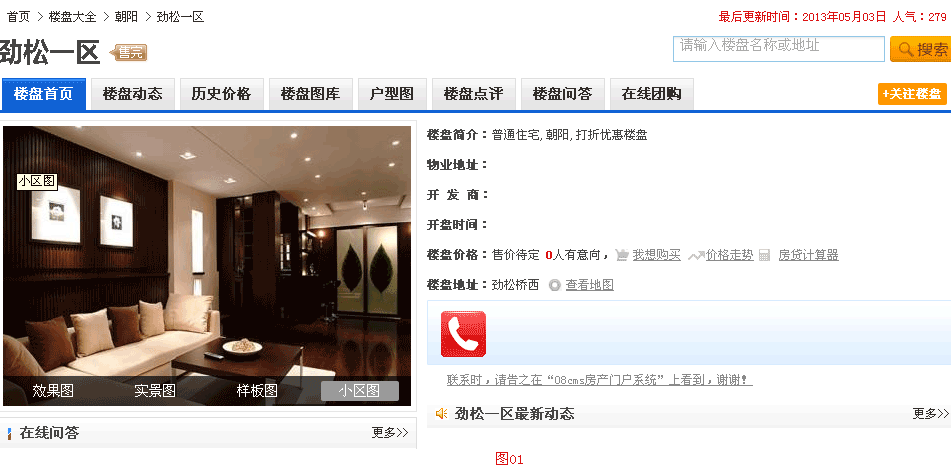 首页 > 楼盘大全 > 朝阳 > 劲松一区
最后更新时间：2013年05月03日 人气：279
劲松一区 售完
请输入楼盘名称或地址 搜索
楼盘首页 楼盘动态 历史价格 楼盘图库 户型图 楼盘点评 楼盘问答 在线团购 +关注楼盘
小区图
效果图 实景图 样板图 小区图
楼盘简介：普通住宅, 朝阳, 打折优惠楼盘
物业地址：
开 发 商：
开盘时间：
楼盘价格：售价待定 0人有意向， 我想购买 价格走势 房贷计算器
楼盘地址：劲松桥西 查看地图
联系时，请告之在“08cms房产门户系统”上看到，谢谢！
劲松一区最新动态 更多>>
在线问答 更多>>
图01